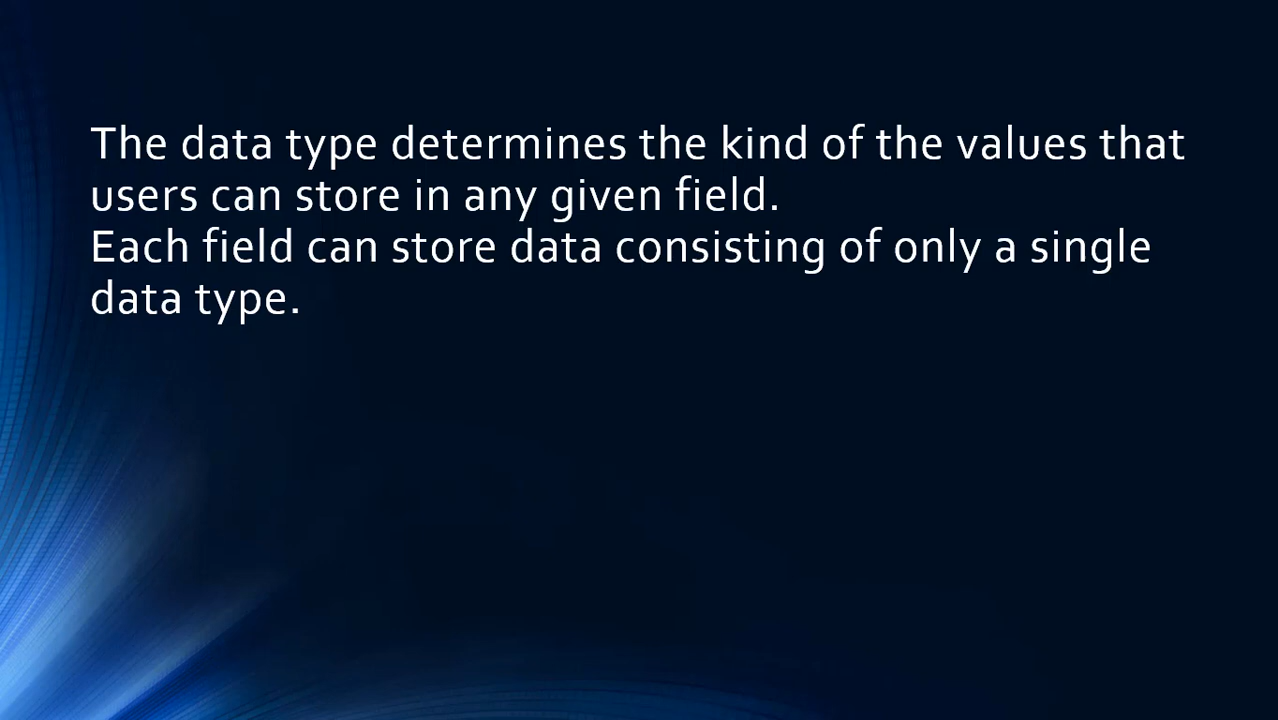 The data type determines the kind of the values that
users can store in any given field.
Each field can store data consisting of only a single
data type.